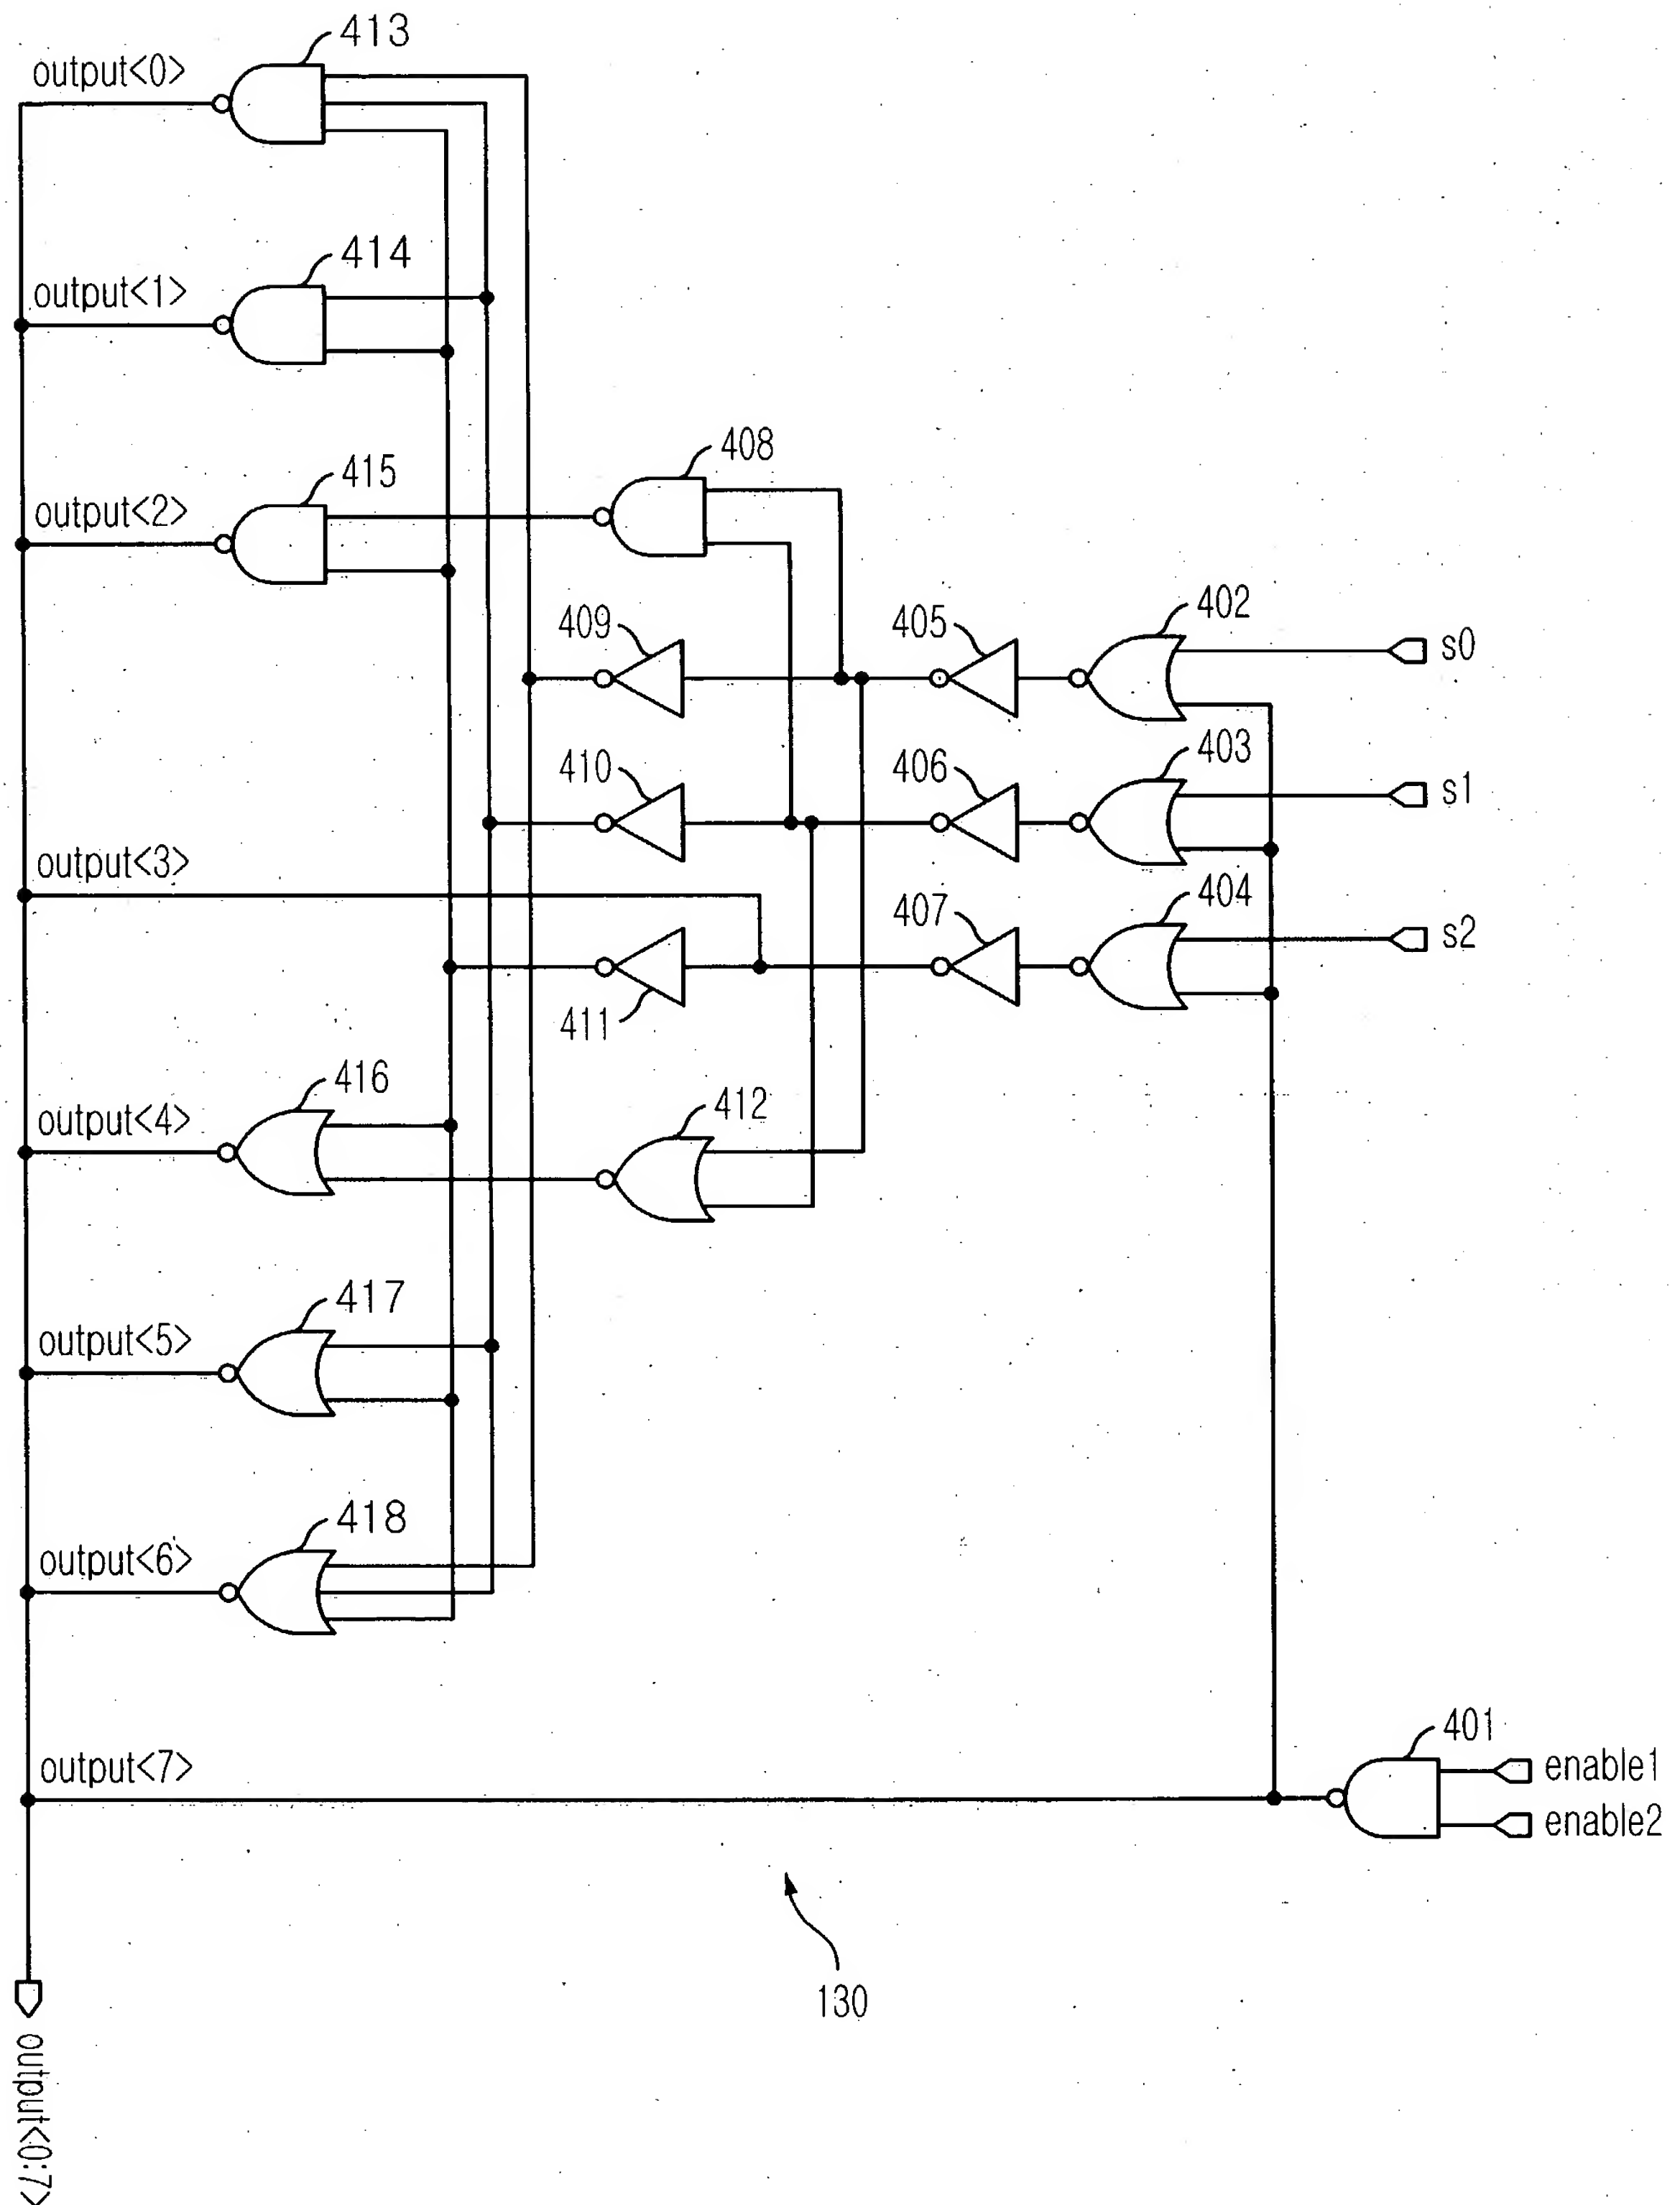 413
output<0>
414
output<1>
408
415
output<2>
402
409
405
s0
403
410
406
s1
output<3>
404
407
s2
411
416
412
output<4>
417
output<5>
418
output<6>
401
output<7>
enable1
enable2
130
output<0:7>